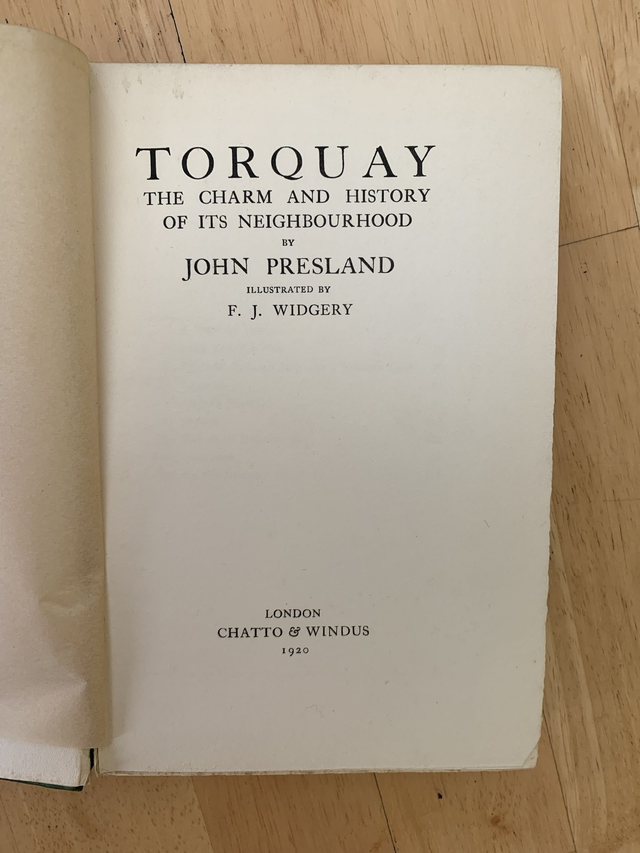 TORQUAY
THE CHARM AND HISTORY
OF ITS NEIGHBOURHOOD
BY
JOHN PRESLAND
ILLUSTRATED BY
F. J. WIDGERY
LONDON
CHATTO & WINDUS
1920